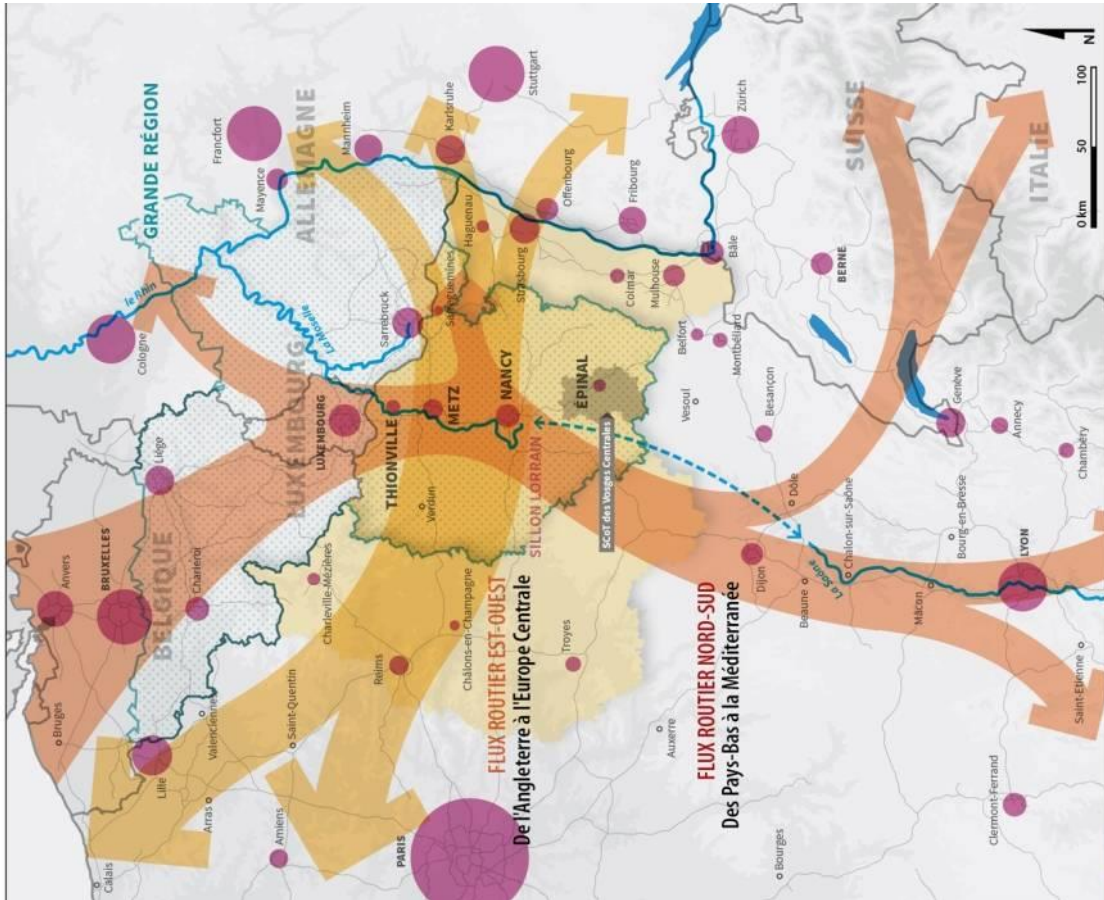 Calais
Bruges
Anvers
BRUXELLES
Lille
BELGIQUE
Charleroi
Liège
Cologne
le Rhin
GRANDE RÉGION
Valenciennes
Arras
Saint-Quentin
Amiens
Charleville-Mézières
LUXEMBOURG
LUXENBOURG
La Moselle
ALLEMAGNE
Francfort
Mayence
Mannheim
PARIS
Reims
Verdun
THIONVILLE
METZ
Sarrebruck
Sarreguemines
Haguenau
Karlsruhe
Stuttgart
Châlons-en-Champagne
FLUX ROUTIER EST-OUEST
De l'Angleterre à l'Europe Centrale
SILLON LORRAIN
NANCY
Strasbourg
Offenbourg
Troyes
ÉPINAL
SCoT des Vosges Centrales
Colmar
Fribourg
Mulhouse
Auxerre
FLUX ROUTIER NORD-SUD
Des Pays-Bas à la Méditerranée
Vesoul
Belfort
Montbéliard
Bâle
Zürich
Bourges
Dijon
Besançon
Dôle
Beaune
La Saône
Chalon-sur-Saône
BERNE
SUISSE
Mâcon
Bourg-en-Bresse
Genève
Annecy
Clermont-Ferrand
LYON
Saint-Etienne
Chambéry
ITALIE
0 km
50
100
N